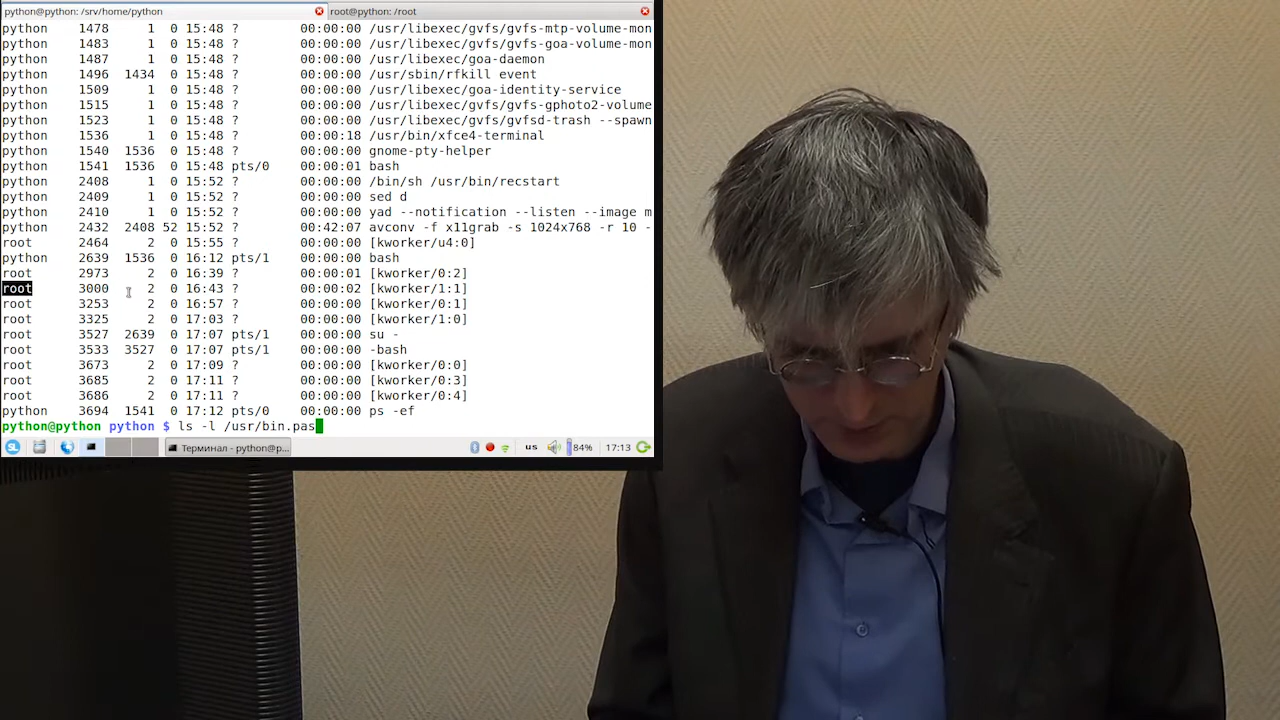 python@python: /srv/home/python
root@python: /root
python 1478 1 0 15:48 ? 00:00:00 /usr/libexec/gvfs/gvfs-mtp-volume-mon
python 1483 1 0 15:48 ? 00:00:00 /usr/libexec/gvfs/gvfs-goa-volume-mon
python 1487 1 0 15:48 ? 00:00:00 /usr/libexec/goa-daemon
python 1496 1434 0 15:48 ? 00:00:00 /usr/sbin/rfkill event
python 1509 1 0 15:48 ? 00:00:00 /usr/libexec/goa-identity-service
python 1515 1 0 15:48 ? 00:00:00 /usr/libexec/gvfs/gvfs-gphoto2-volume
python 1523 1 0 15:48 ? 00:00:00 /usr/libexec/gvfs/gvfsd-trash --spawn
python 1536 1 0 15:48 ? 00:00:18 /usr/bin/xfce4-terminal
python 1540 1536 0 15:48 ? 00:00:00 gnome-pty-helper
python 1541 1536 0 15:48 pts/0 00:00:01 bash
python 2408 1 0 15:52 ? 00:00:00 /bin/sh /usr/bin/recstart
python 2409 1 0 15:52 ? 00:00:00 sed d
python 2410 1 0 15:52 ? 00:00:00 yad --notification --listen --image m
python 2432 2408 52 15:52 ? 00:42:07 avconv -f x11grab -s 1024x768 -r 10 -
root 2464 2 0 15:55 ? 00:00:00 [kworker/u4:0]
python 2639 1536 0 16:12 pts/1 00:00:00 bash
root 2973 2 0 16:39 ? 00:00:01 [kworker/0:2]
root 3000 2 0 16:43 ? 00:00:02 [kworker/1:1]
root 3253 2 0 16:57 ? 00:00:00 [kworker/0:1]
root 3325 2 0 17:03 ? 00:00:00 [kworker/1:0]
root 3527 2639 0 17:07 pts/1 00:00:00 su -
root 3533 3527 0 17:07 pts/1 00:00:00 -bash
root 3673 2 0 17:09 ? 00:00:00 [kworker/0:0]
root 3685 2 0 17:11 ? 00:00:00 [kworker/0:3]
root 3686 2 0 17:11 ? 00:00:00 [kworker/0:4]
python 3694 1541 0 17:12 pts/0 00:00:00 ps -ef
python@python python $ ls -l /usr/bin.pas
Терминал - python@p...
us
84%
17:13